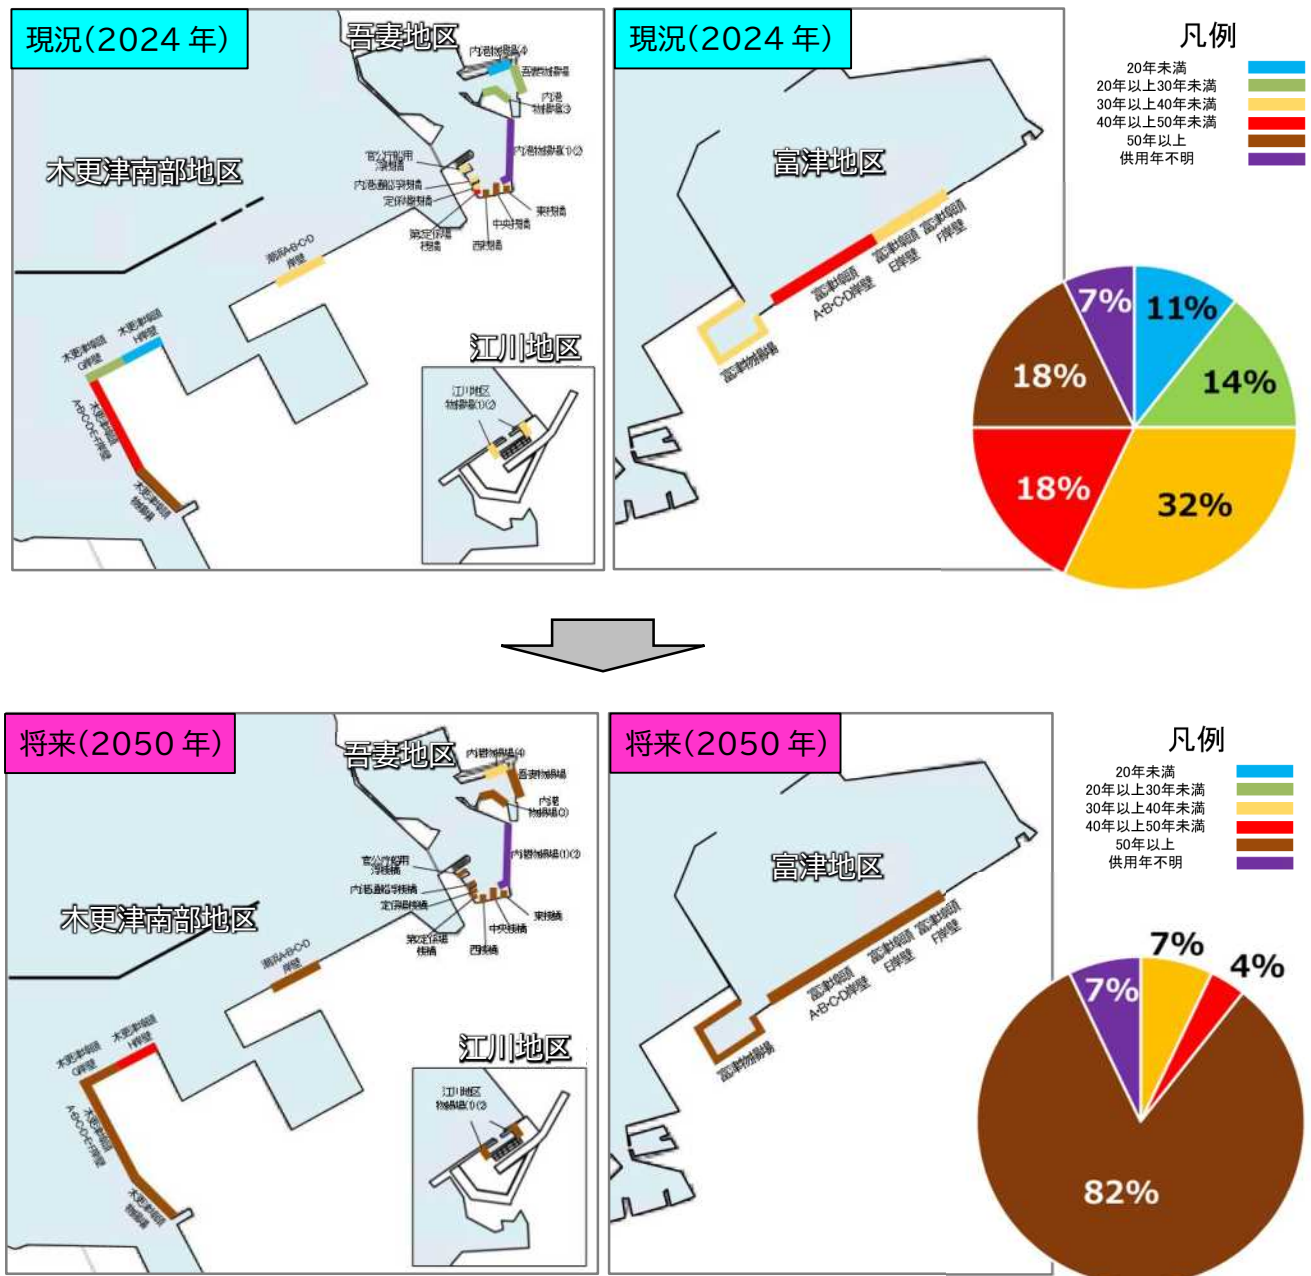 現況(2024年)
吾妻地区
内港物揚場(4)
吾妻物揚場
内港
物揚場(3)
内港物揚場(1)(2)
官公庁船用
浮桟橋
内港通船浮桟橋
定係場桟橋
第2定係場
桟橋
西桟橋
中央桟橋
東桟橋
木更津南部地区
潮浜A・B・C・D
岸壁
木更津埠頭
H岸壁
木更津埠頭
G岸壁
木更津埠頭
A・B・C・D・E・F岸壁
木更津埠頭
物揚場
江川地区
江川地区
物揚場(1)(2)
現況(2024年)
富津地区
富津埠頭
F岸壁
富津埠頭
E岸壁
富津埠頭
A・B・C・D岸壁
富津物揚場
凡例
20年未満
20年以上30年未満
30年以上40年未満
40年以上50年未満
50年以上
供用年不明
7%
11%
14%
18%
18%
32%
将来(2050年)
吾妻地区
内港物揚場(4)
吾妻物揚場
内港
物揚場(3)
内港物揚場(1)(2)
官公庁船用
浮桟橋
内港通船浮桟橋
定係場桟橋
第2定係場
桟橋
西桟橋
中央桟橋
東桟橋
木更津南部地区
潮浜A・B・C・D
岸壁
木更津埠頭
H岸壁
木更津埠頭
G岸壁
木更津埠頭
A・B・C・D・E・F岸壁
木更津埠頭
物揚場
江川地区
江川地区
物揚場(1)(2)
将来(2050年)
富津地区
富津埠頭
F岸壁
富津埠頭
E岸壁
富津埠頭
A・B・C・D岸壁
富津物揚場
凡例
20年未満
20年以上30年未満
30年以上40年未満
40年以上50年未満
50年以上
供用年不明
7%
7%
4%
82%